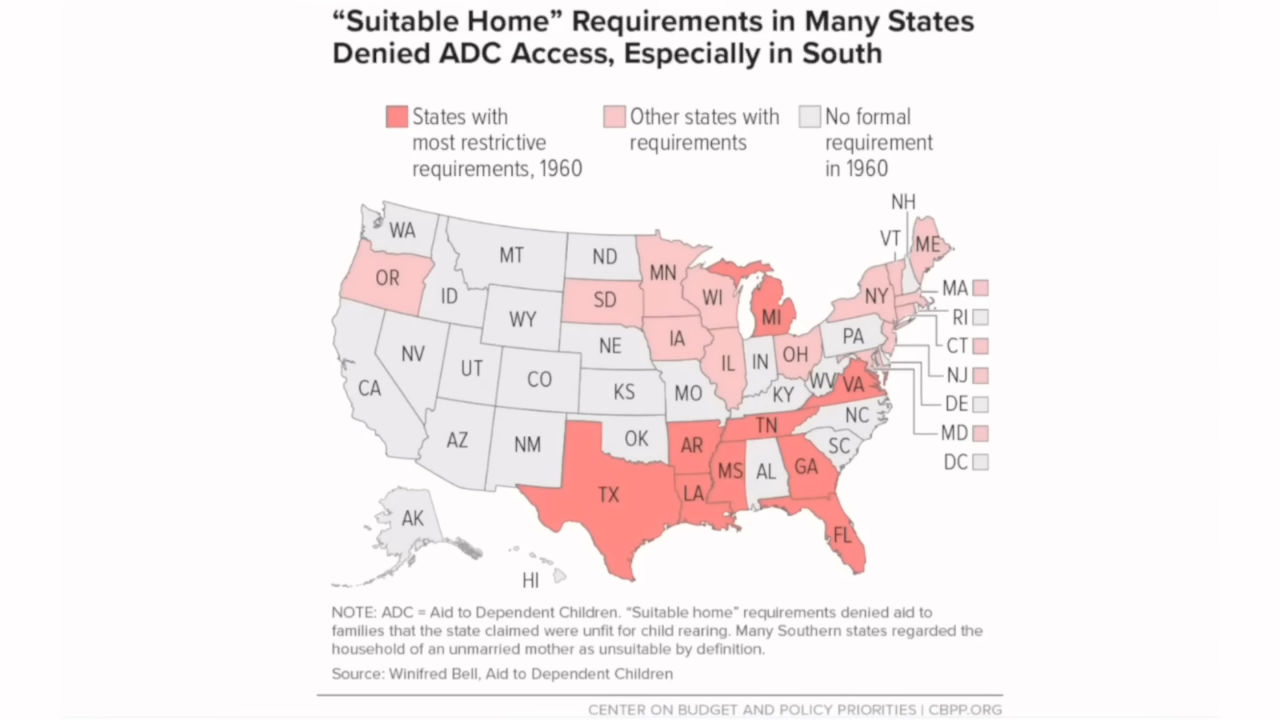 “Suitable Home” Requirements in Many States
Denied ADC Access, Especially in South
States with
most restrictive
requirements, 1960
Other states with
requirements
No formal
requirement
in 1960
NH
WA
VT
ME
MT
ND
MN
OR
MA
ID
SD
WI
NY
WY
MI
RI
IA
PA
CT
NE
NV
OH
UT
IL
IN
NJ
CO
WV
VA
CA
KS
MO
KY
DE
NC
TN
MD
OK
AZ
NM
AR
SC
DC
MS
AL
GA
TX
LA
AK
FL
HI
NOTE: ADC = Aid to Dependent Children. “Suitable home” requirements denied aid to
families that the state claimed were unfit for child rearing. Many Southern states regarded the
household of an unmarried mother as unsuitable by definition.
Source: Winifred Bell, Aid to Dependent Children
CENTER ON BUDGET AND POLICY PRIORITIES | CBPP.ORG